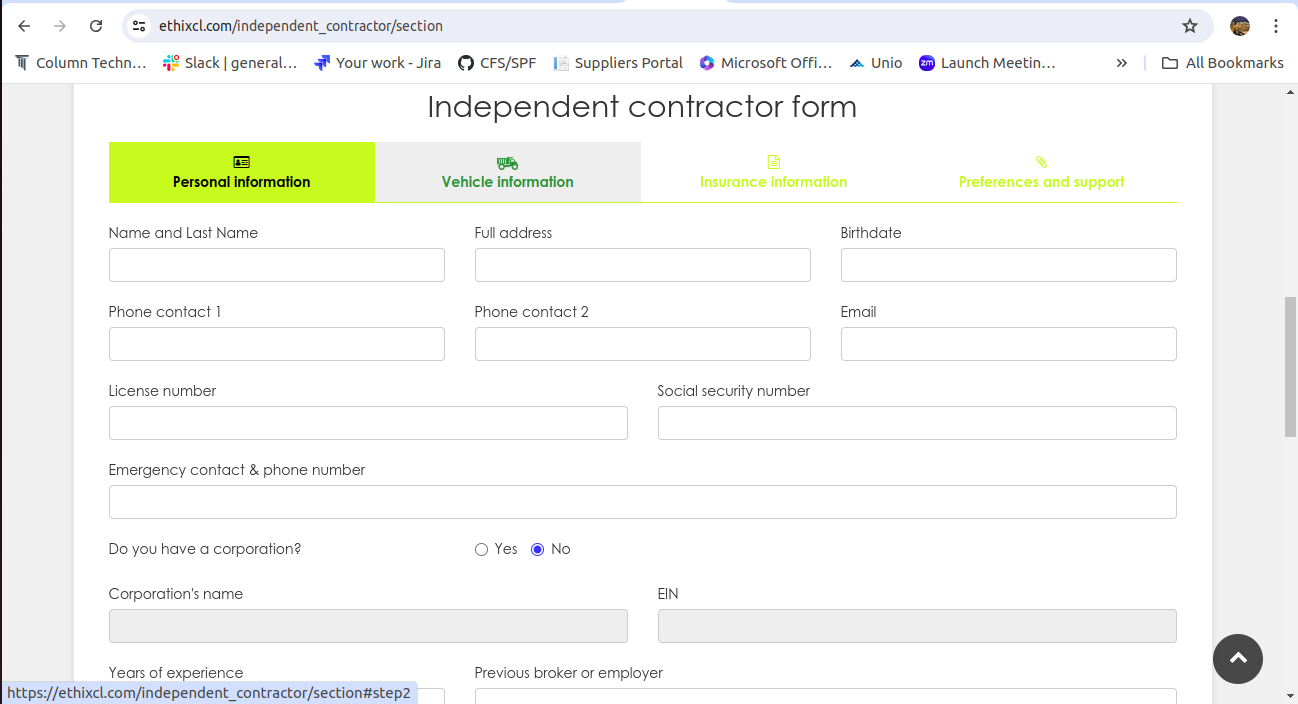 ethixcl.com/independent_contractor/section
Column Techn... Slack | general... Your work - Jira CFS/SPF Suppliers Portal Microsoft Offi... Unio zm Launch Meetin... » All Bookmarks
Independent contractor form
Personal information Vehicle information Insurance information Preferences and support
Name and Last Name Full address Birthdate
Phone contact 1 Phone contact 2 Email
License number Social security number
Emergency contact & phone number
Do you have a corporation? Yes No
Corporation's name EIN
Years of experience Previous broker or employer
https://ethixcl.com/independent_contractor/section#step2